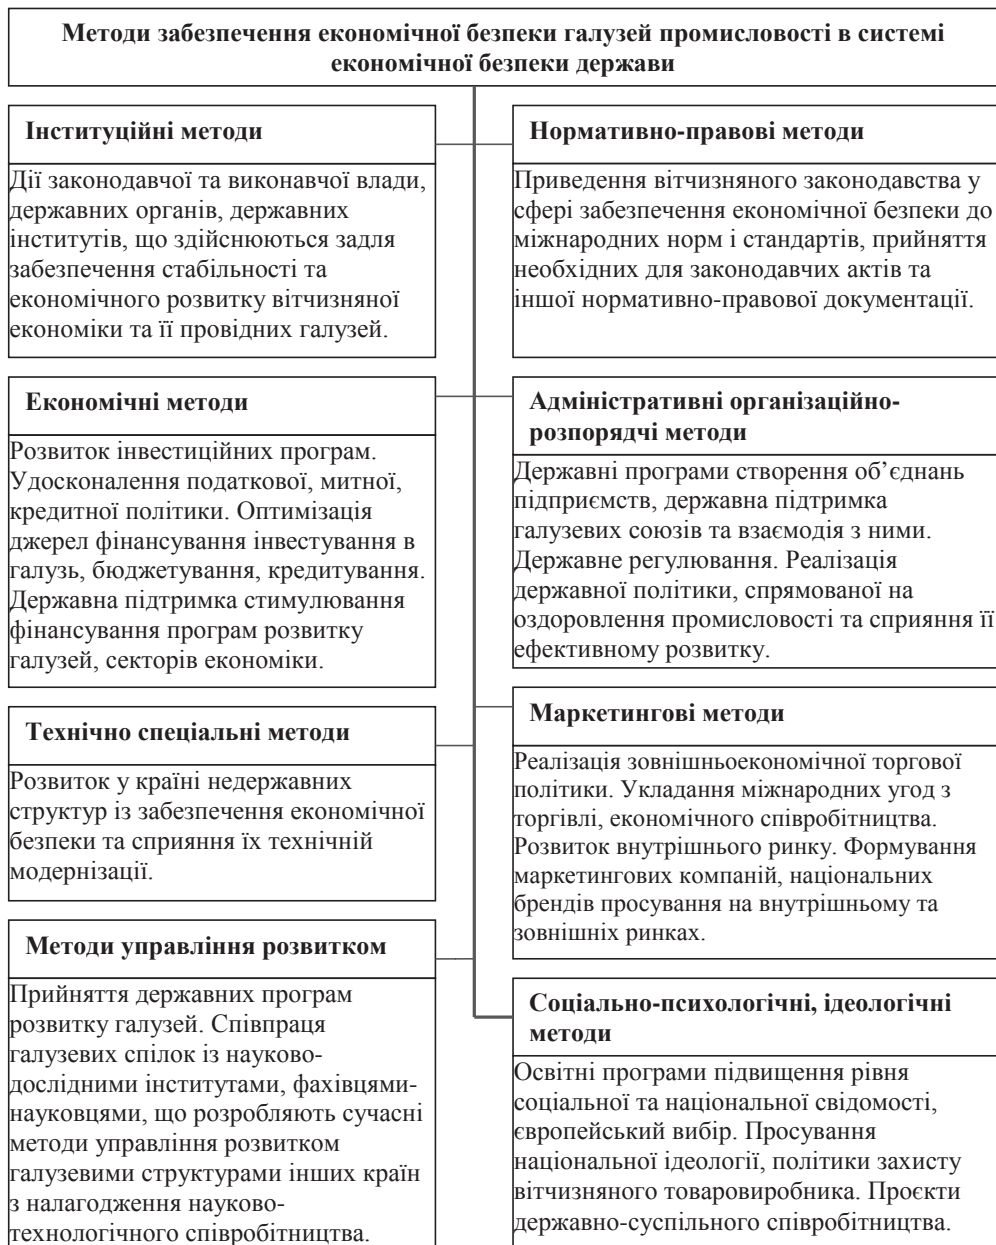 Методи забезпечення економічної безпеки галузей промисловості в системі
економічної безпеки держави
Інституційні методи
Дії законодавчої та виконавчої влади,
державних органів, державних
інститутів, що здійснюються задля
забезпечення стабільності та
економічного розвитку вітчизняної
економіки та її провідних галузей.
Нормативно-правові методи
Приведення вітчизняного законодавства у
сфері забезпечення економічної безпеки до
міжнародних норм і стандартів, прийняття
необхідних для законодавчих актів та
іншої нормативно-правової документації.
Економічні методи
Розвиток інвестиційних програм.
Удосконалення податкової, митної,
кредитної політики. Оптимізація
джерел фінансування інвестування в
галузь, бюджетування, кредитування.
Державна підтримка стимулювання
фінансування програм розвитку
галузей, секторів економіки.
Адміністративні організаційно-
розпорядчі методи
Державні програми створення об’єднань
підприємств, державна підтримка
галузевих союзів та взаємодія з ними.
Державне регулювання. Реалізація
державної політики, спрямованої на
оздоровлення промисловості та сприяння її
ефективному розвитку.
Технічно спеціальні методи
Розвиток у країні недержавних
структур із забезпечення економічної
безпеки та сприяння їх технічній
модернізації.
Маркетингові методи
Реалізація зовнішньоекономічної торгової
політики. Укладання міжнародних угод з
торгівлі, економічного співробітництва.
Розвиток внутрішнього ринку. Формування
маркетингових компаній, національних
брендів просування на внутрішньому та
зовнішніх ринках.
Методи управління розвитком
Прийняття державних програм
розвитку галузей. Співпраця
галузевих спілок із науково-
дослідними інститутами, фахівцями-
науковцями, що розробляють сучасні
методи управління розвитком
галузевими структурами інших країн
з налагодження науково-
технологічного співробітництва.
Соціально-психологічні, ідеологічні
методи
Освітні програми підвищення рівня
соціальної та національної свідомості,
європейський вибір. Просування
національної ідеології, політики захисту
вітчизняного товаровиробника. Проєкти
державно-суспільного співробітництва.